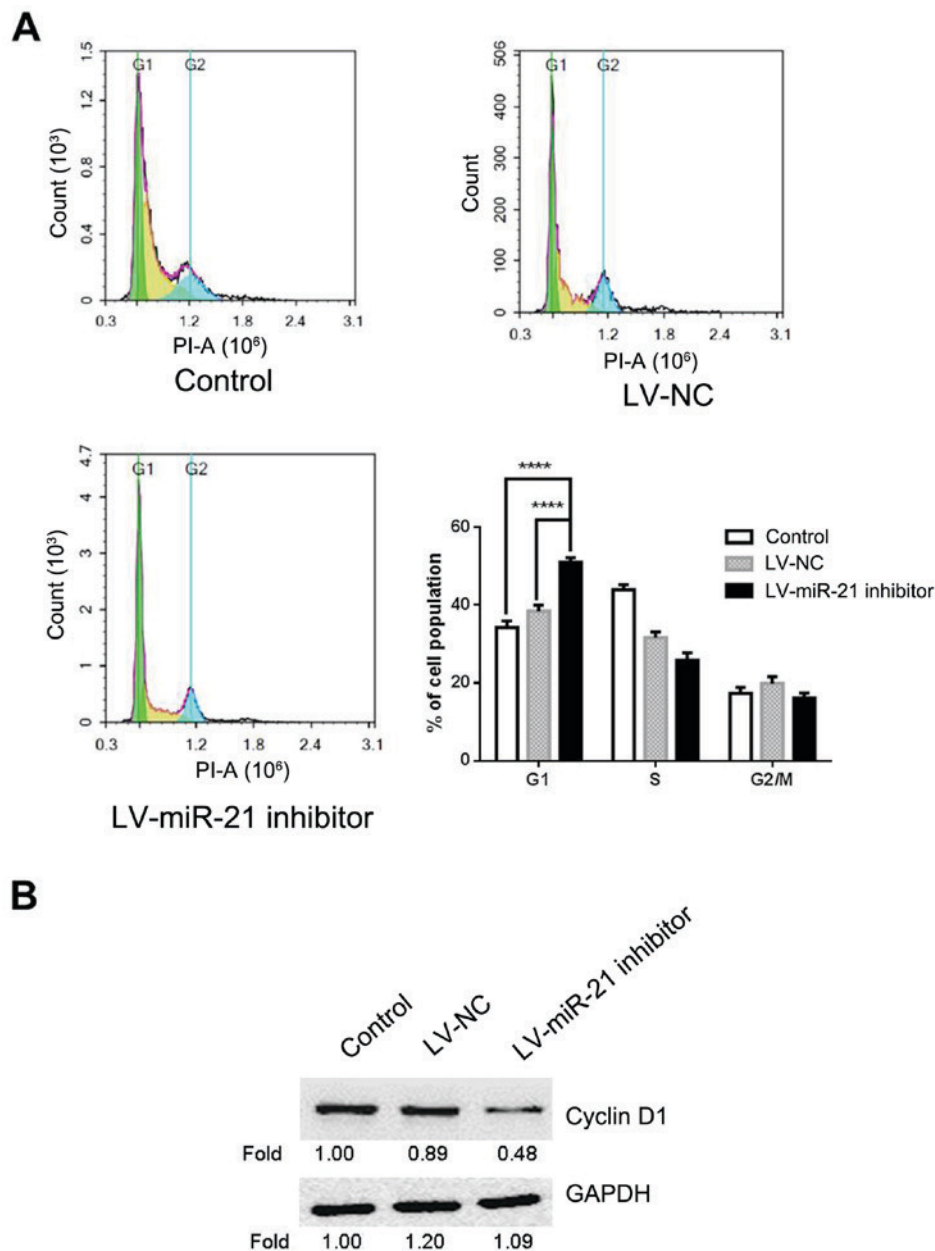 A
1.5
1.2
0.8
0.4
0
Count (10³)
G1
G2
0.3
1.2
1.8
2.4
3.1
PI-A (10⁶)
Control
506
400
300
200
100
0
Count
G1
G2
0.3
1.2
1.8
2.4
3.1
PI-A (10⁶)
LV-NC
4.7
4
3
2
1
0
Count (10³)
G1
G2
0.3
1.2
1.8
2.4
3.1
PI-A (10⁶)
LV-miR-21 inhibitor
****
****
60
40
20
0
% of cell population
Control
LV-NC
LV-miR-21 inhibitor
G1
S
G2/M
B
Control
LV-NC
LV-miR-21 inhibitor
Cyclin D1
Fold 1.00 0.89 0.48
GAPDH
Fold 1.00 1.20 1.09